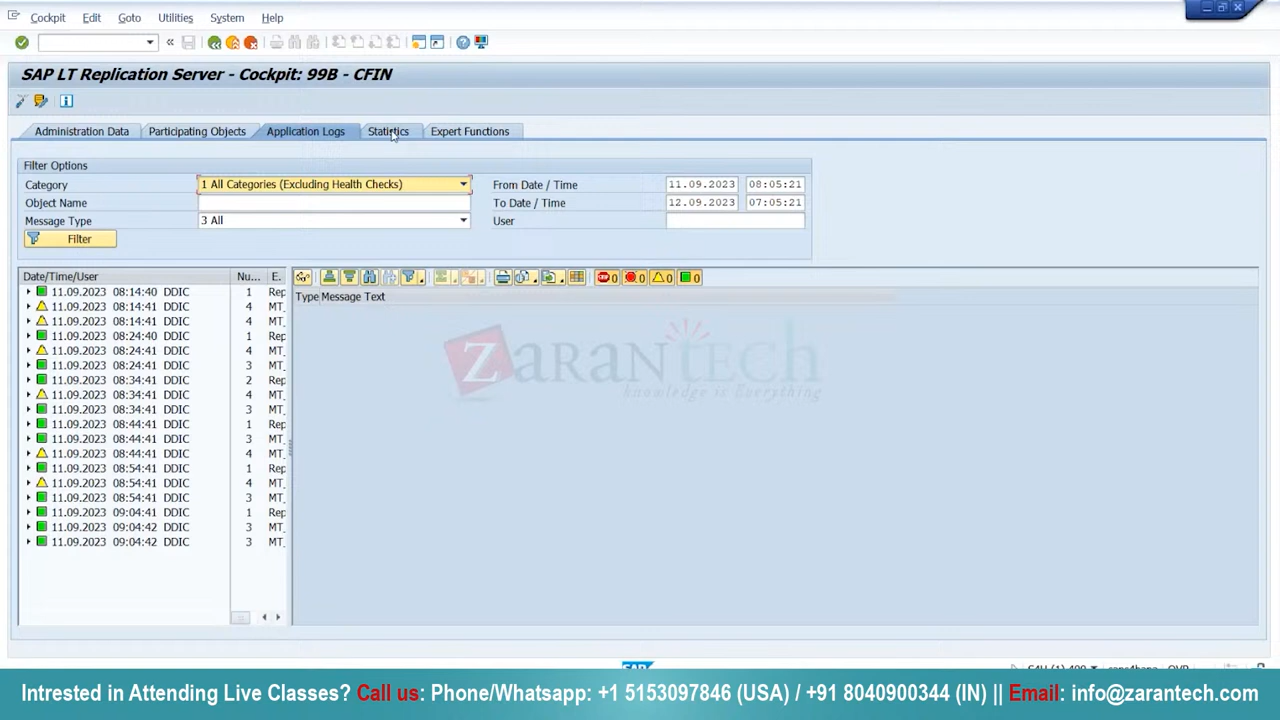 Cockpit Edit Goto Utilities System Help
SAP LT Replication Server - Cockpit: 99B - CFIN
Administration Data Participating Objects Application Logs Statistics Expert Functions
Filter Options
Category 1 All Categories (Excluding Health Checks) From Date / Time 11.09.2023 08:05:21
Object Name To Date / Time 12.09.2023 07:05:21
Message Type 3 All User
Filter
Date/Time/User Nu... E. STOP 0 0 0 0
Type Message Text
11.09.2023 08:14:40 DDIC 1 Rep
11.09.2023 08:14:41 DDIC 4 MT_
11.09.2023 08:14:41 DDIC 4 MT_
11.09.2023 08:24:40 DDIC 1 Rep
11.09.2023 08:24:41 DDIC 4 MT_
11.09.2023 08:24:41 DDIC 3 MT_
11.09.2023 08:34:41 DDIC 2 Rep
11.09.2023 08:34:41 DDIC 4 MT_
11.09.2023 08:34:41 DDIC 3 MT_
11.09.2023 08:44:41 DDIC 1 Rep
11.09.2023 08:44:41 DDIC 3 MT_
11.09.2023 08:44:41 DDIC 4 MT_
11.09.2023 08:54:41 DDIC 1 Rep
11.09.2023 08:54:41 DDIC 4 MT_
11.09.2023 08:54:41 DDIC 3 MT_
11.09.2023 09:04:42 DDIC 1 Rep
11.09.2023 09:04:42 DDIC 3 MT_
11.09.2023 09:04:42 DDIC 3 MT_
ZARANTECH
knowledge is Everything
SAP
Intrested in Attending Live Classes? Call us: Phone/Whatsapp: +1 5153097846 (USA) / +91 8040900344 (IN) || Email: info@zarantech.com